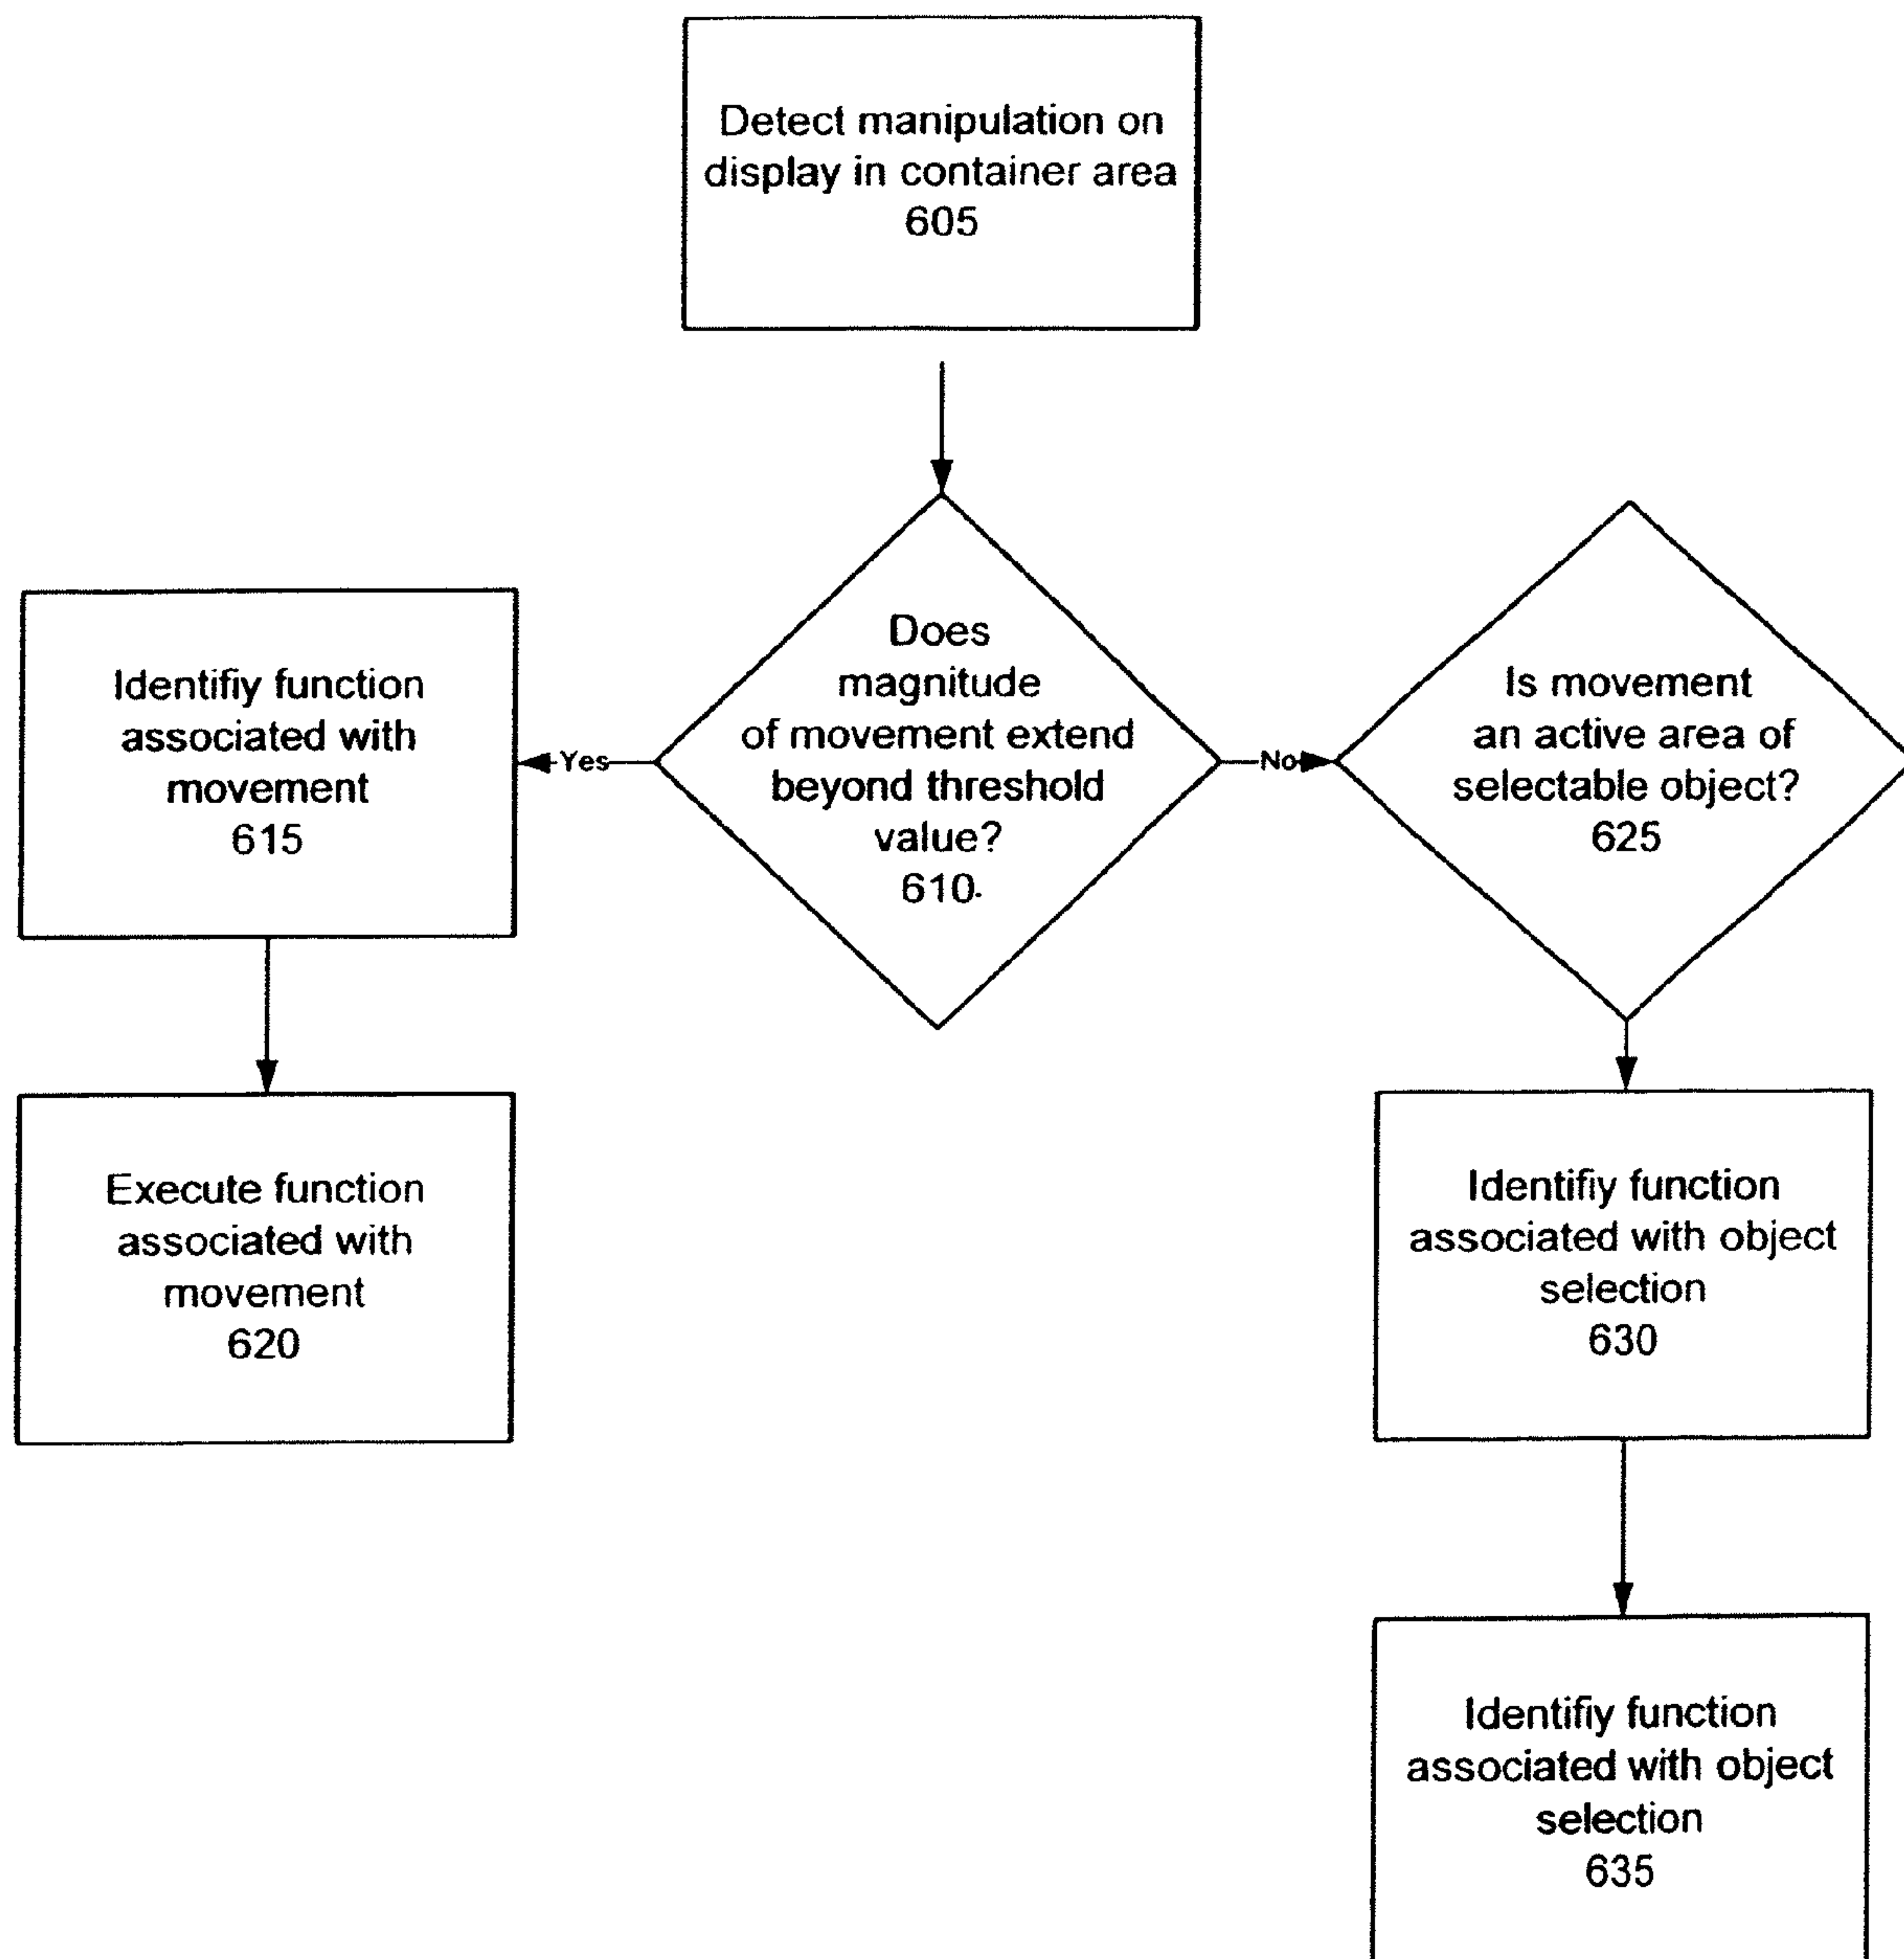 Detect manipulation on
display in container area
605
Does
magnitude
of movement extend
beyond threshold
value?
610
Yes
No
Identifiy function
associated with
movement
615
Execute function
associated with
movement
620
Is movement
an active area of
selectable object?
625
Identifiy function
associated with object
selection
630
Identifiy function
associated with object
selection
635